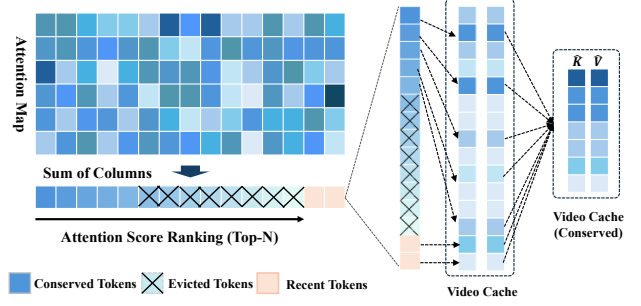 Attention Map
Sum of Columns
Attention Score Ranking (Top-N)
Conserved Tokens
Evicted Tokens
Recent Tokens
Video Cache
K̂ V̂
Video Cache
(Conserved)